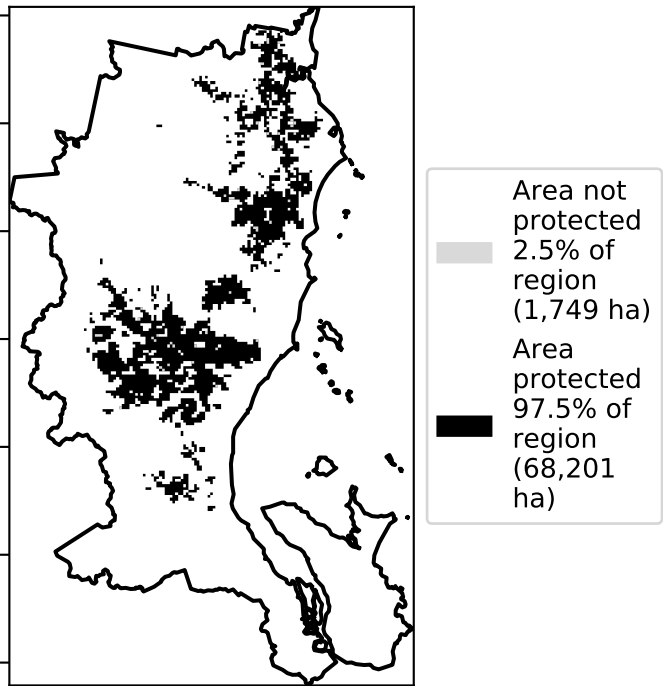 Area not
protected
2.5% of
region
(1,749 ha)
Area
protected
97.5% of
region
(68,201
ha)